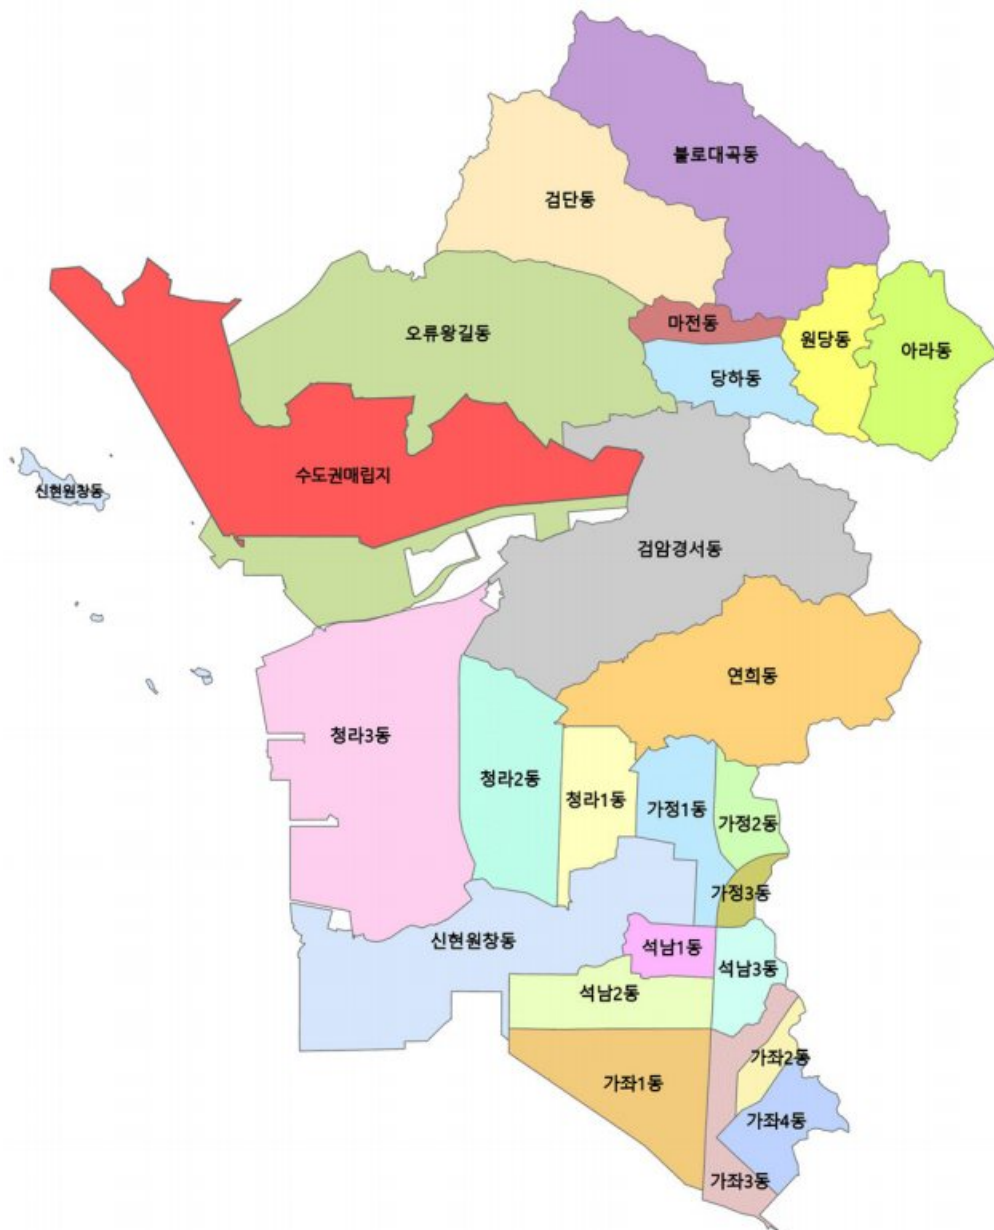 불로대곡동
검단동
마전동
오류왕길동
원당동
아라동
당하동
수도권매립지
신현원창동
검암경서동
연희동
청라3동
청라2동
청라1동
가정1동
가정2동
가정3동
신현원창동
석남1동
석남3동
석남2동
가좌2동
가좌1동
가좌4동
가좌3동